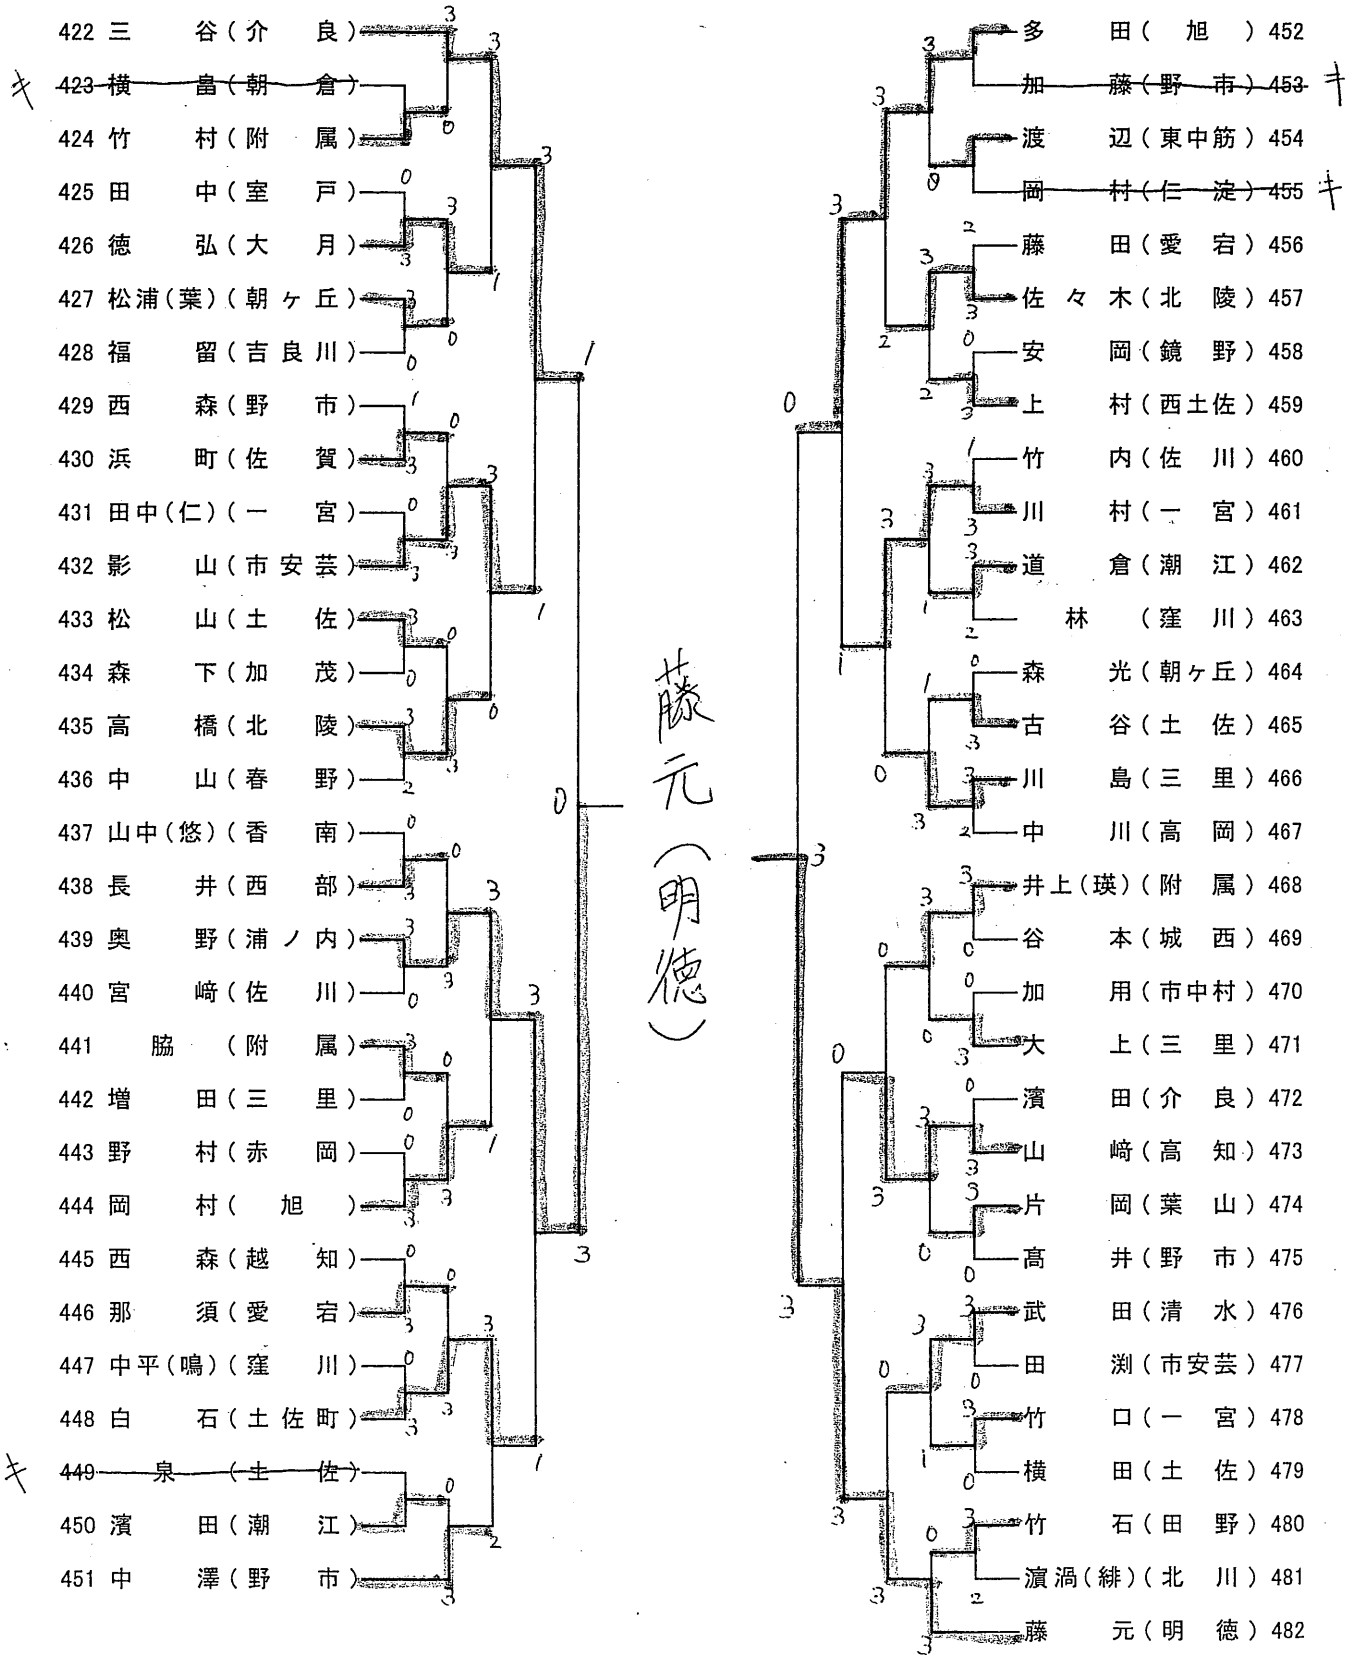 422 三谷(介良)
キ 423 横畠(朝倉)
424 竹村(附属)
425 田中(室戸)
426 徳弘(大月)
427 松浦(葉)(朝ヶ丘)
428 福留(吉良川)
429 西森(野市)
430 浜町(佐賀)
431 田中(仁)(一宮)
432 影山(市安芸)
433 松山(土佐)
434 森下(加茂)
435 高橋(北陵)
436 中山(春野)
437 山中(悠)(香南)
438 長井(西部)
439 奥野(浦ノ内)
440 宮﨑(佐川)
441 脇(附属)
442 増田(三里)
443 野村(赤岡)
444 岡村(旭)
445 西森(越知)
446 那須(愛宕)
447 中平(鳴)(窪川)
448 白石(土佐町)
キ 449 泉(土佐)
450 濱田(潮江)
451 中澤(野市)
藤元(明徳)
多田(旭)452
加藤(野市)453 キ
渡辺(東中筋)454
岡村(仁淀)455 キ
藤田(愛宕)456
佐々木(北陵)457
安岡(鏡野)458
上村(西土佐)459
竹内(佐川)460
川村(一宮)461
道倉(潮江)462
林(窪川)463
森光(朝ヶ丘)464
古谷(土佐)465
川島(三里)466
中川(高岡)467
井上(瑛)(附属)468
谷本(城西)469
加用(市中村)470
大上(三里)471
濱田(介良)472
山﨑(高知)473
片岡(葉山)474
髙井(野市)475
武田(清水)476
田渕(市安芸)477
竹口(一宮)478
横田(土佐)479
竹石(田野)480
濵渦(緋)(北川)481
藤元(明徳)482